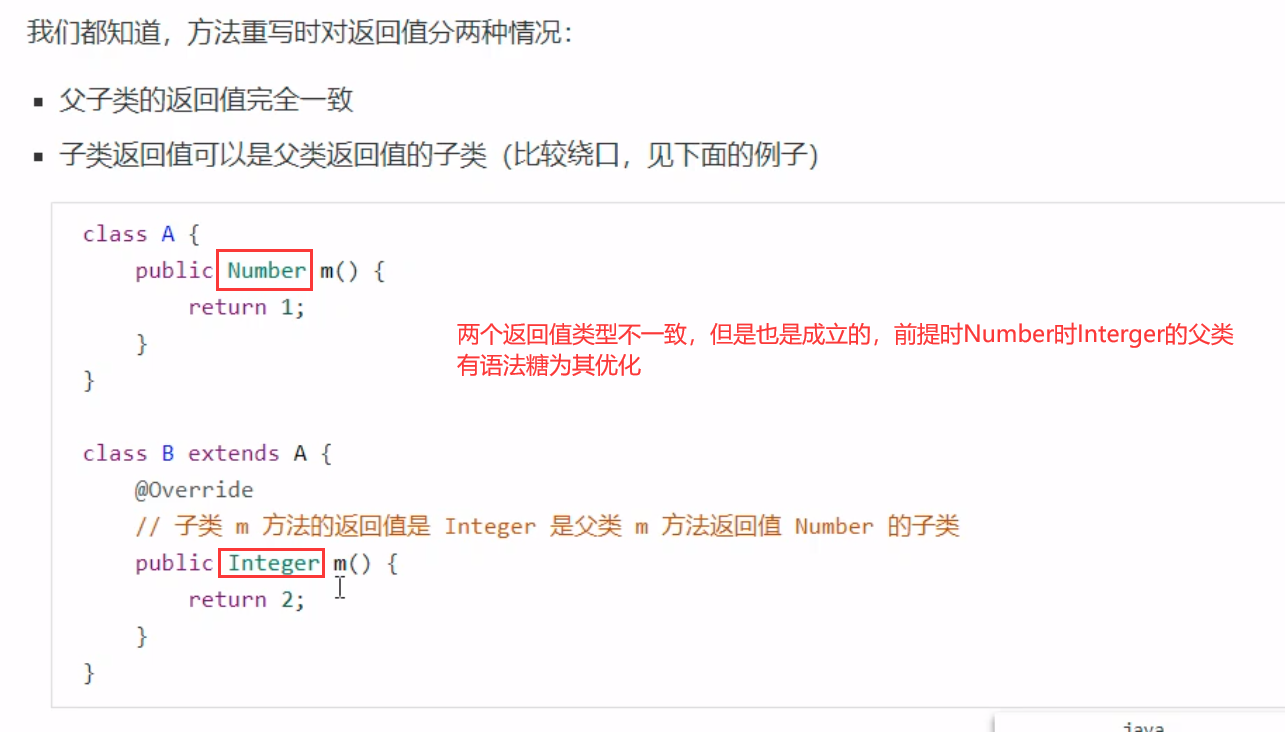 我们都知道，方法重写时对返回值分两种情况：
▪ 父子类的返回值完全一致
▪ 子类返回值可以是父类返回值的子类（比较绕口，见下面的例子）
class A {
public Number m() {
return 1;
}
}
两个返回值类型不一致，但是也是成立的，前提时Number时Interger的父类
有语法糖为其优化
class B extends A {
@Override
// 子类 m 方法的返回值是 Integer 是父类 m 方法返回值 Number 的子类
public Integer m() {
return 2;
}
}
java